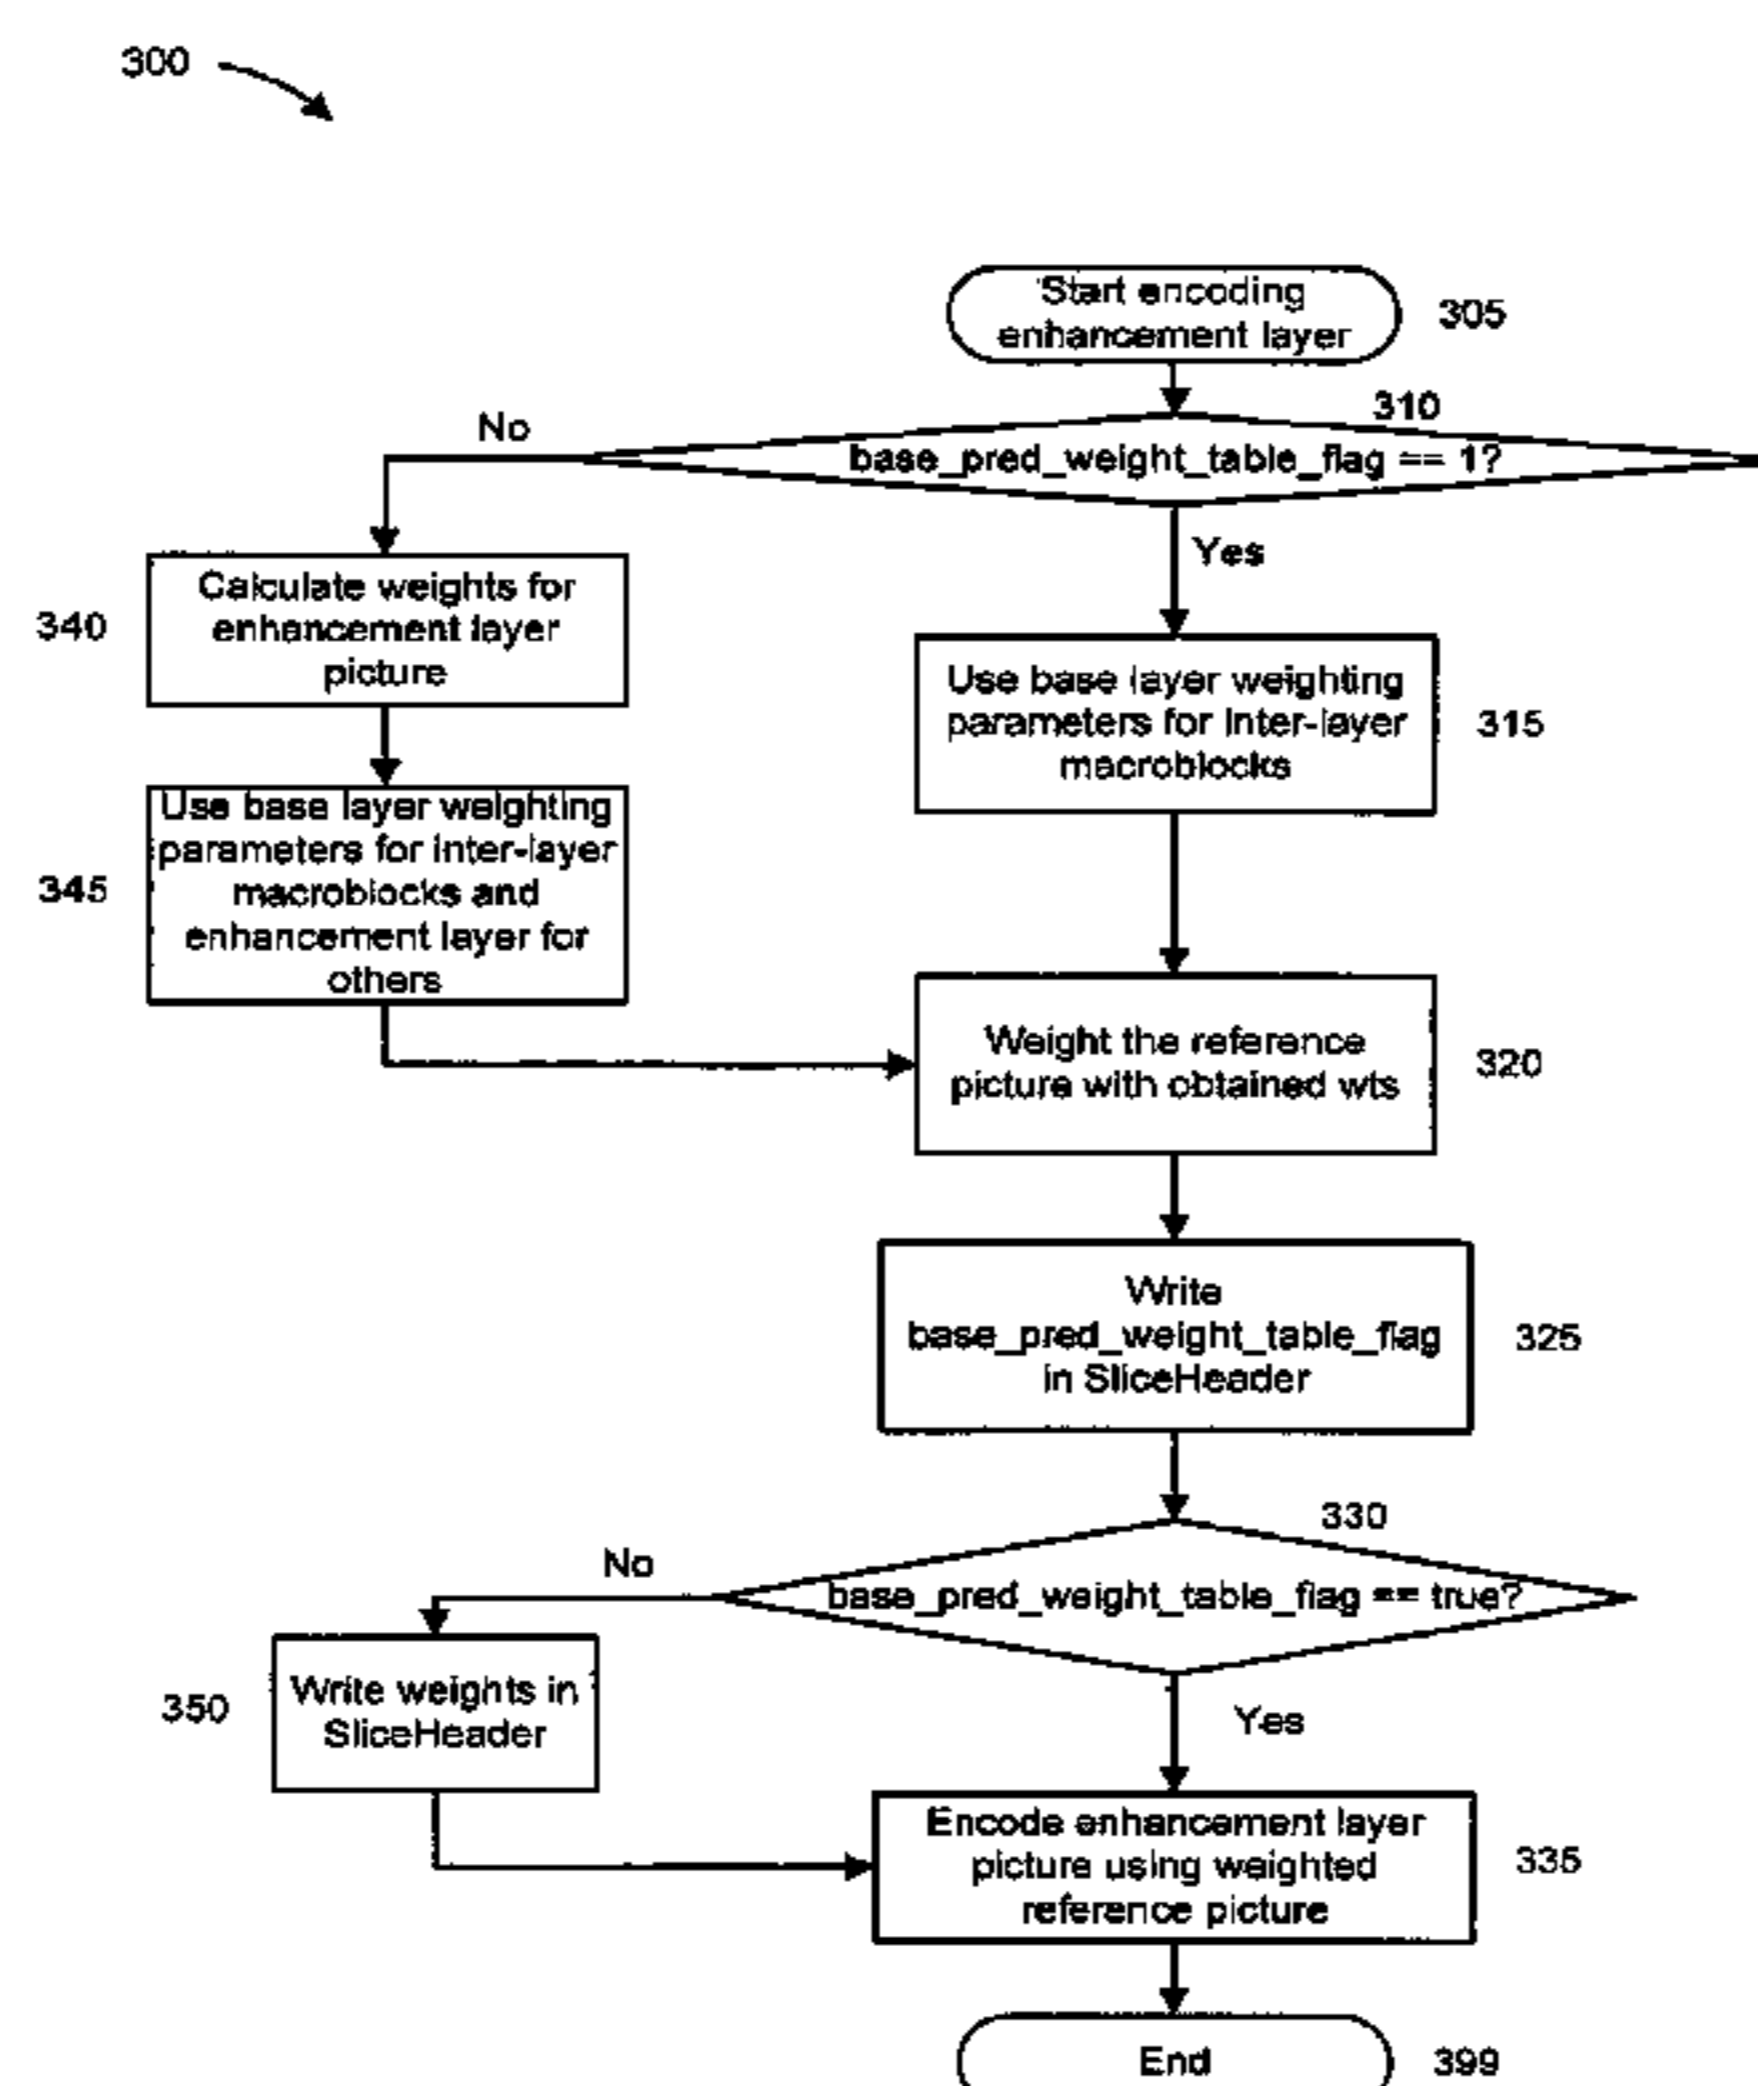 300
Start encoding
enhancement layer
305
310
No
base_pred_weight_table_flag == 1?
Yes
Calculate weights for
enhancement layer
picture
340
Use base layer weighting
parameters for inter-layer
macroblocks
315
Use base layer weighting
parameters for inter-layer
macroblocks and
enhancement layer for
others
345
Weight the reference
picture with obtained wts
320
Write
base_pred_weight_table_flag
in SliceHeader
325
330
No
base_pred_weight_table_flag == true?
Yes
Write weights in
SliceHeader
350
Encode enhancement layer
picture using weighted
reference picture
335
End
399